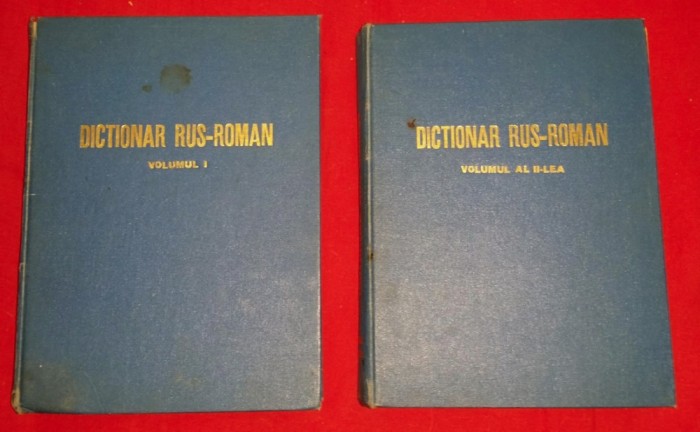 DICTIONAR RUS-ROMAN
VOLUMUL I
DICTIONAR RUS-ROMAN
VOLUMUL AL II-LEA